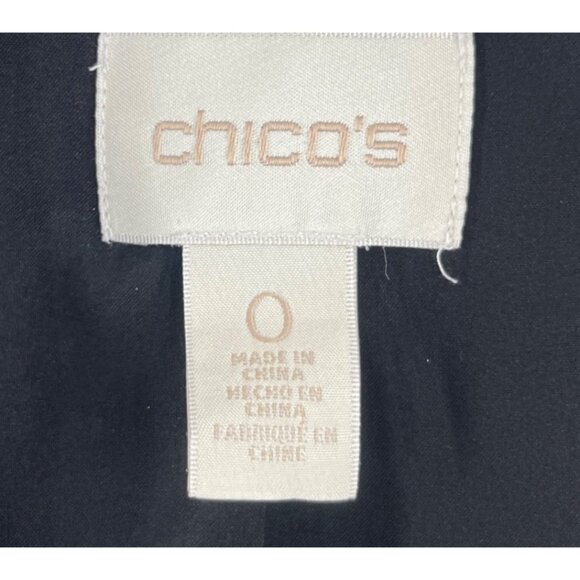 chico's
0
MADE IN
CHINA
HECHO EN
CHINA
FABRIQUÉ EN
CHINE